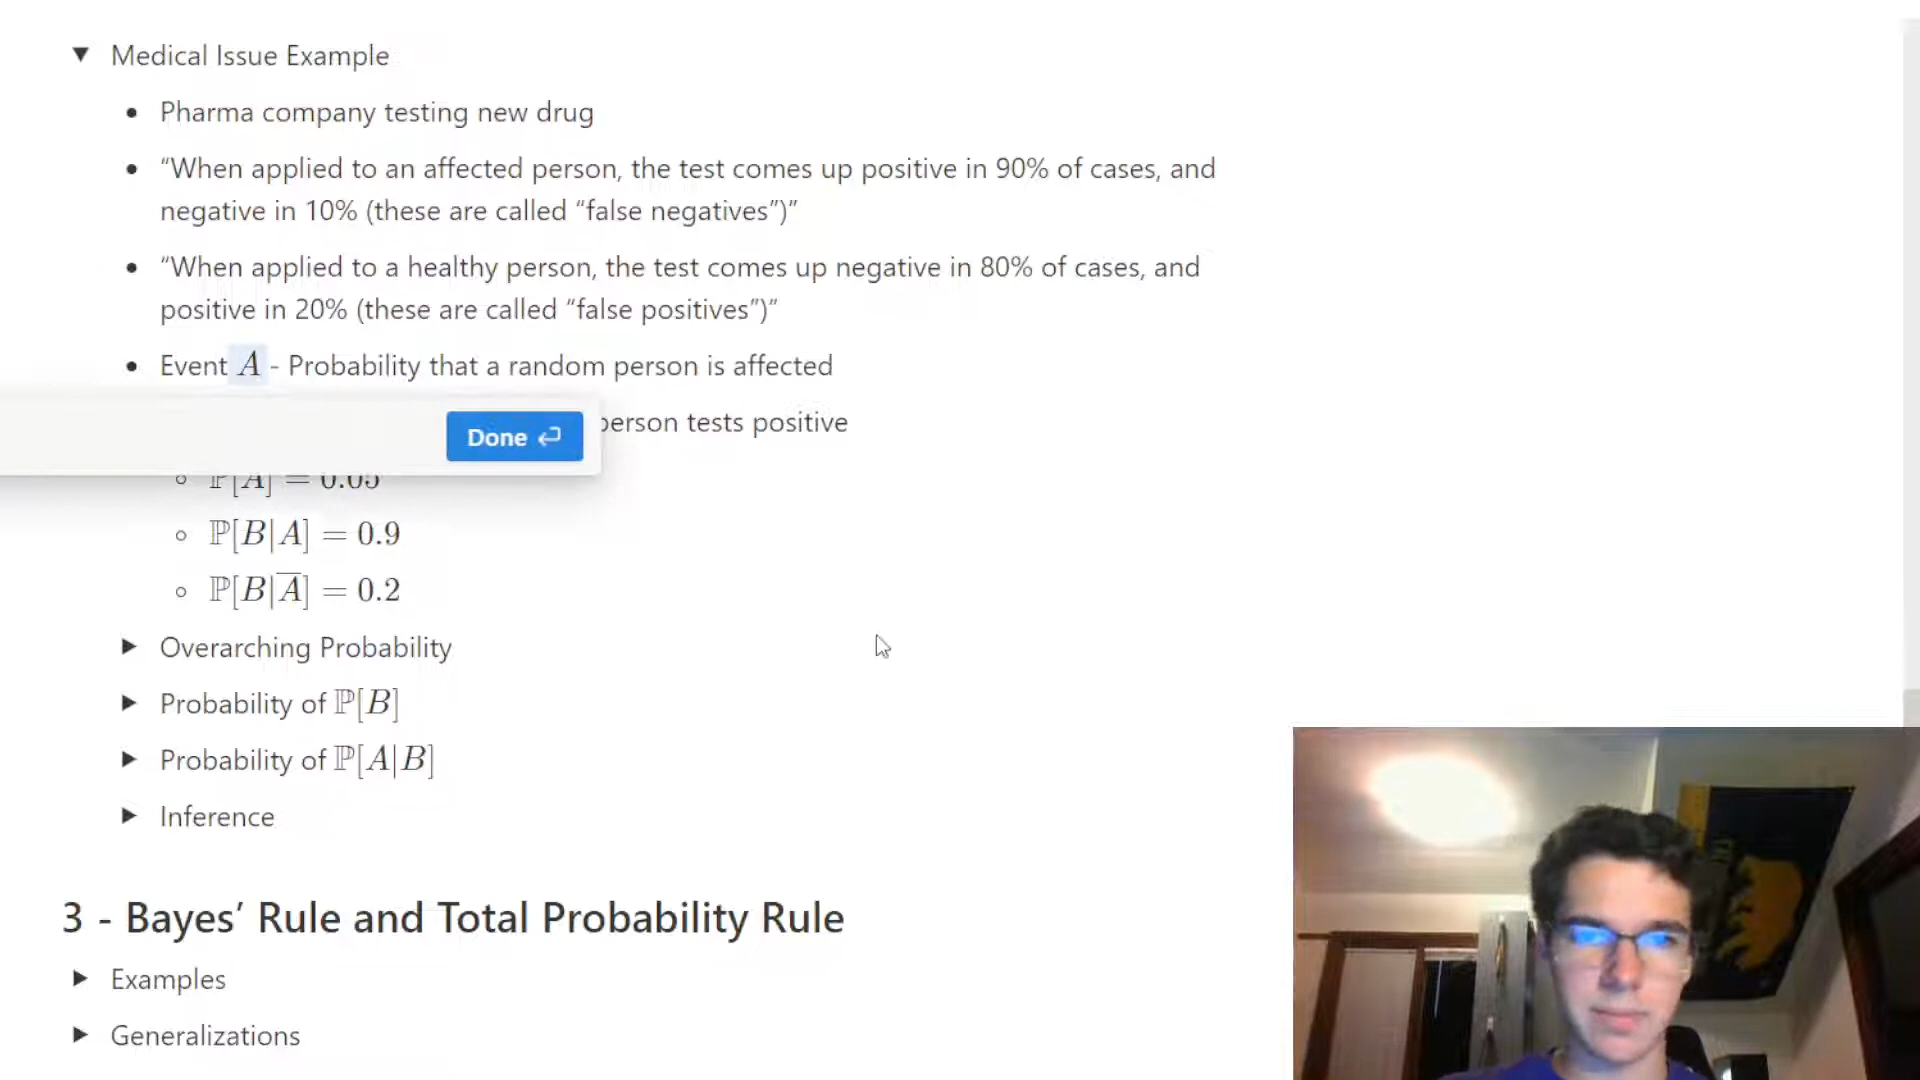 Medical Issue Example
Pharma company testing new drug
“When applied to an affected person, the test comes up positive in 90% of cases, and
negative in 10% (these are called “false negatives”)”
“When applied to a healthy person, the test comes up negative in 80% of cases, and
positive in 20% (these are called “false positives”)”
Event A - Probability that a random person is affected
person tests positive
Done
ℙ[A] = 0.05
ℙ[B|A] = 0.9
ℙ[B|A̅] = 0.2
Overarching Probability
Probability of ℙ[B]
Probability of ℙ[A|B]
Inference
3 - Bayes’ Rule and Total Probability Rule
Examples
Generalizations